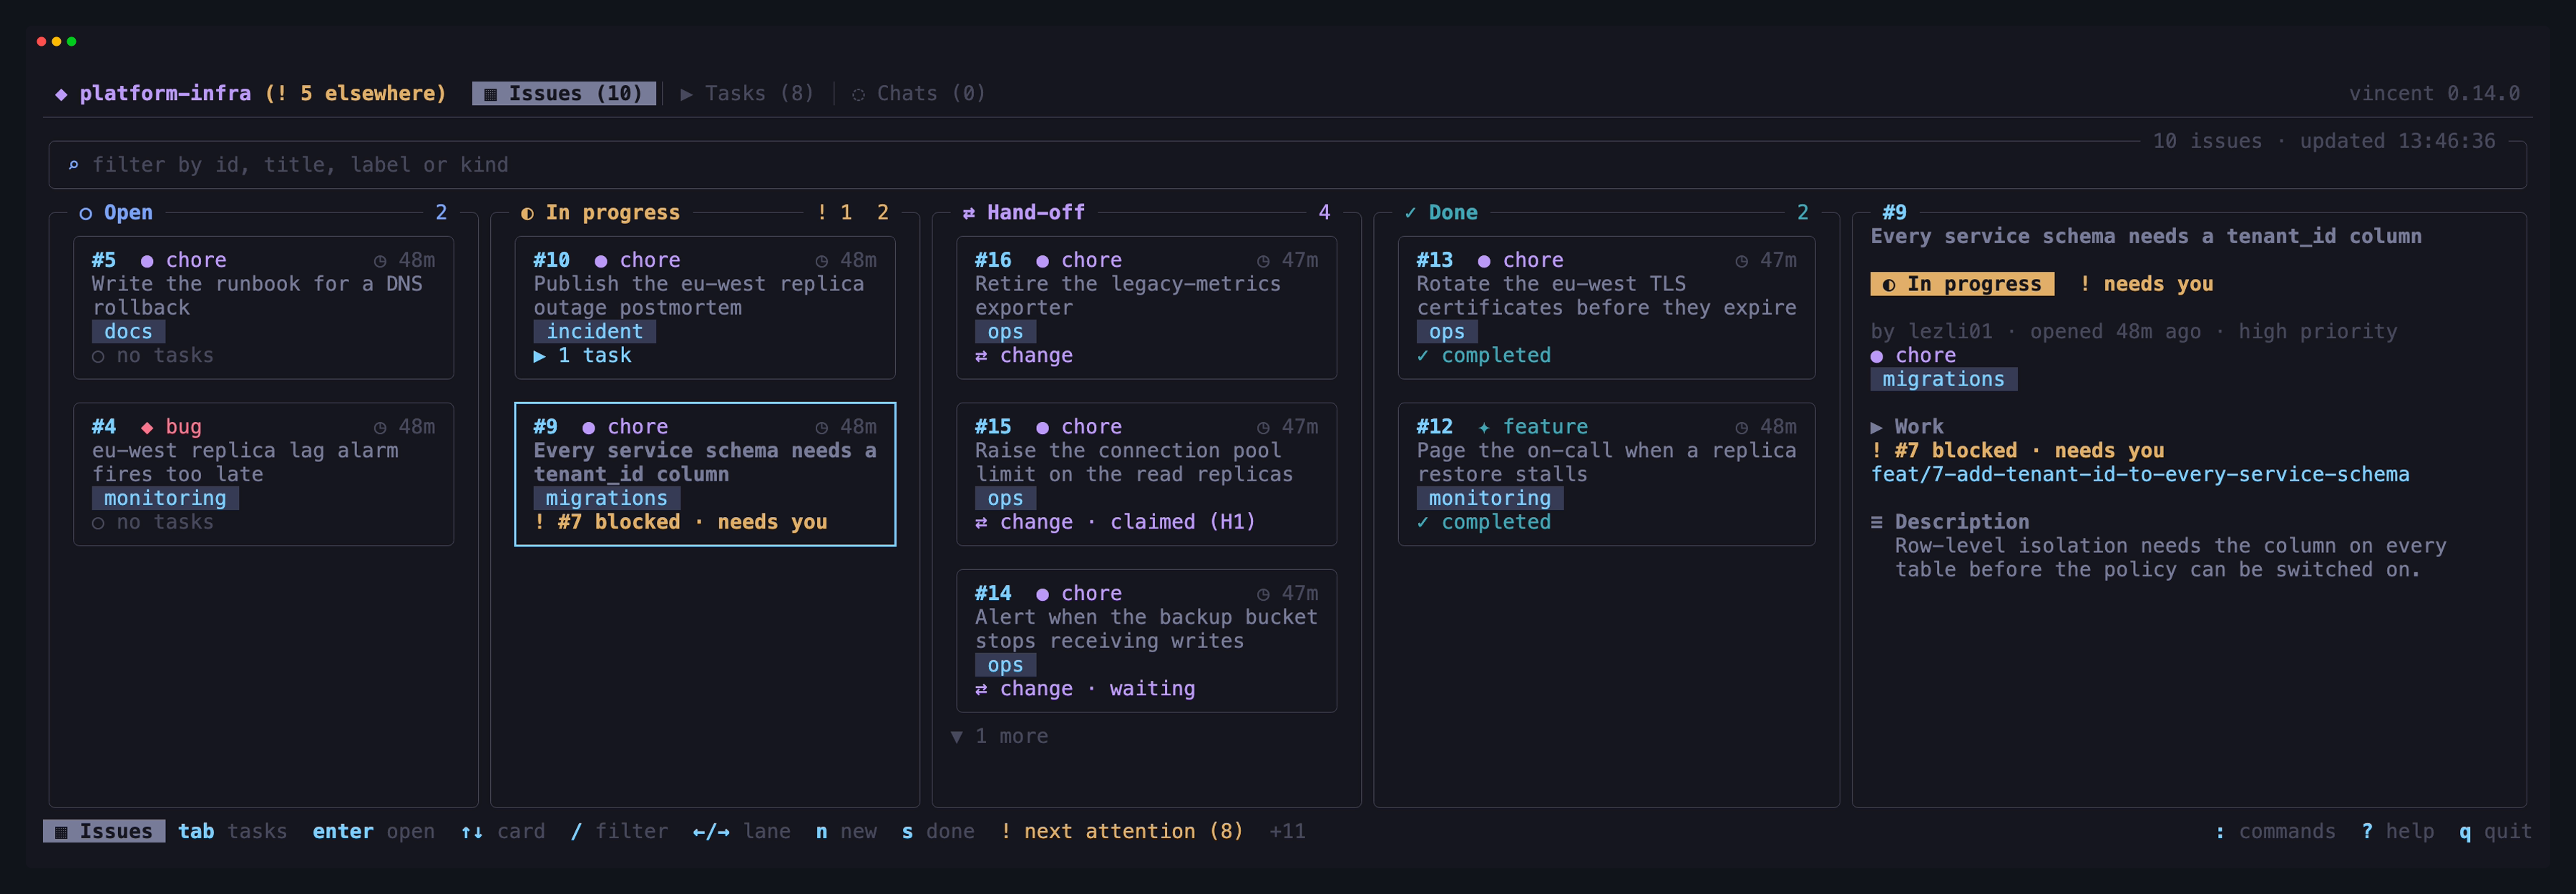 ◆ platform-infra (! 5 elsewhere) ▦ Issues (10) ▶ Tasks (8) ◌ Chats (0) vincent 0.14.0
10 issues · updated 13:46:36
filter by id, title, label or kind
○ Open 2
#5 ● chore ◷ 48m
Write the runbook for a DNS
rollback
docs
○ no tasks
#4 ◆ bug ◷ 48m
eu-west replica lag alarm
fires too late
monitoring
○ no tasks
◐ In progress ! 1 2
#10 ● chore ◷ 48m
Publish the eu-west replica
outage postmortem
incident
▶ 1 task
#9 ● chore ◷ 48m
Every service schema needs a
tenant_id column
migrations
! #7 blocked · needs you
⇄ Hand-off 4
#16 ● chore ◷ 47m
Retire the legacy-metrics
exporter
ops
⇄ change
#15 ● chore ◷ 47m
Raise the connection pool
limit on the read replicas
ops
⇄ change · claimed (H1)
#14 ● chore ◷ 47m
Alert when the backup bucket
stops receiving writes
ops
⇄ change · waiting
▼ 1 more
✓ Done 2
#13 ● chore ◷ 47m
Rotate the eu-west TLS
certificates before they expire
ops
✓ completed
#12 ✦ feature ◷ 48m
Page the on-call when a replica
restore stalls
monitoring
✓ completed
#9
Every service schema needs a tenant_id column
◐ In progress ! needs you
by lezli01 · opened 48m ago · high priority
● chore
migrations
▶ Work
! #7 blocked · needs you
feat/7-add-tenant-id-to-every-service-schema
≡ Description
Row-level isolation needs the column on every
table before the policy can be switched on.
▦ Issues tab tasks enter open ↑↓ card / filter ←/→ lane n new s done ! next attention (8) +11 : commands ? help q quit